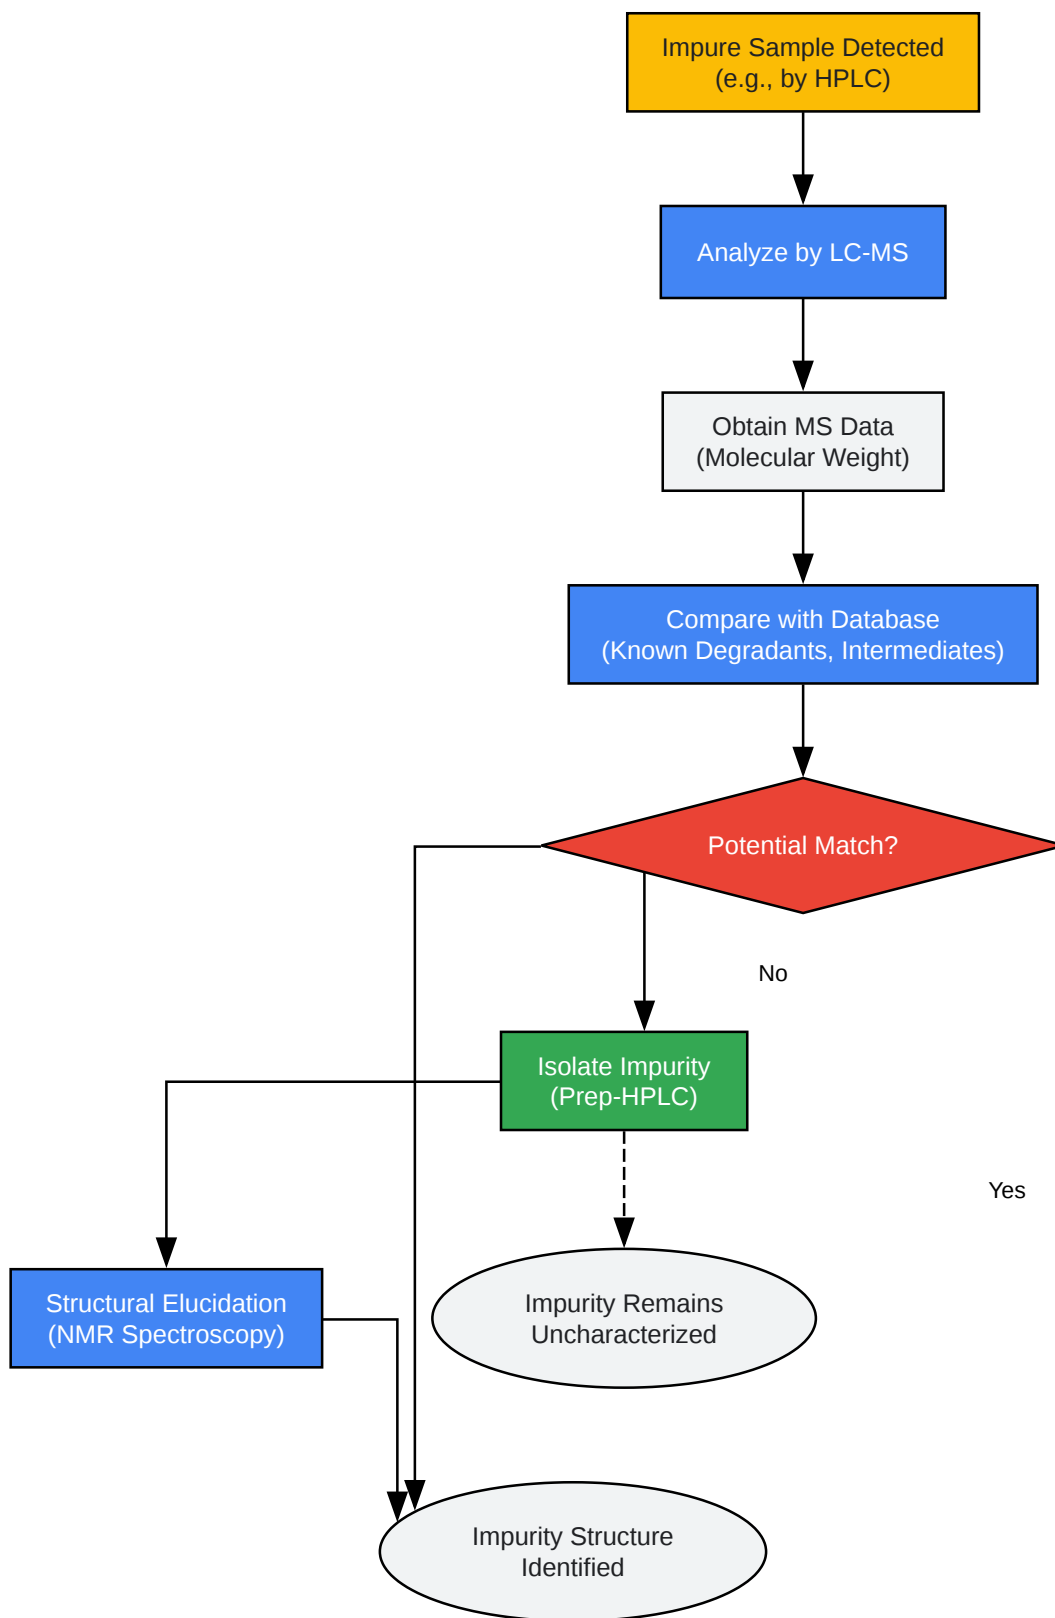 Impure Sample Detected
(e.g., by HPLC)
Analyze by LC-MS
Obtain MS Data
(Molecular Weight)
Compare with Database
(Known Degradants, Intermediates)
Potential Match?
No
Isolate Impurity
(Prep-HPLC)
Yes
Structural Elucidation
(NMR Spectroscopy)
Impurity Remains
Uncharacterized
Impurity Structure
Identified